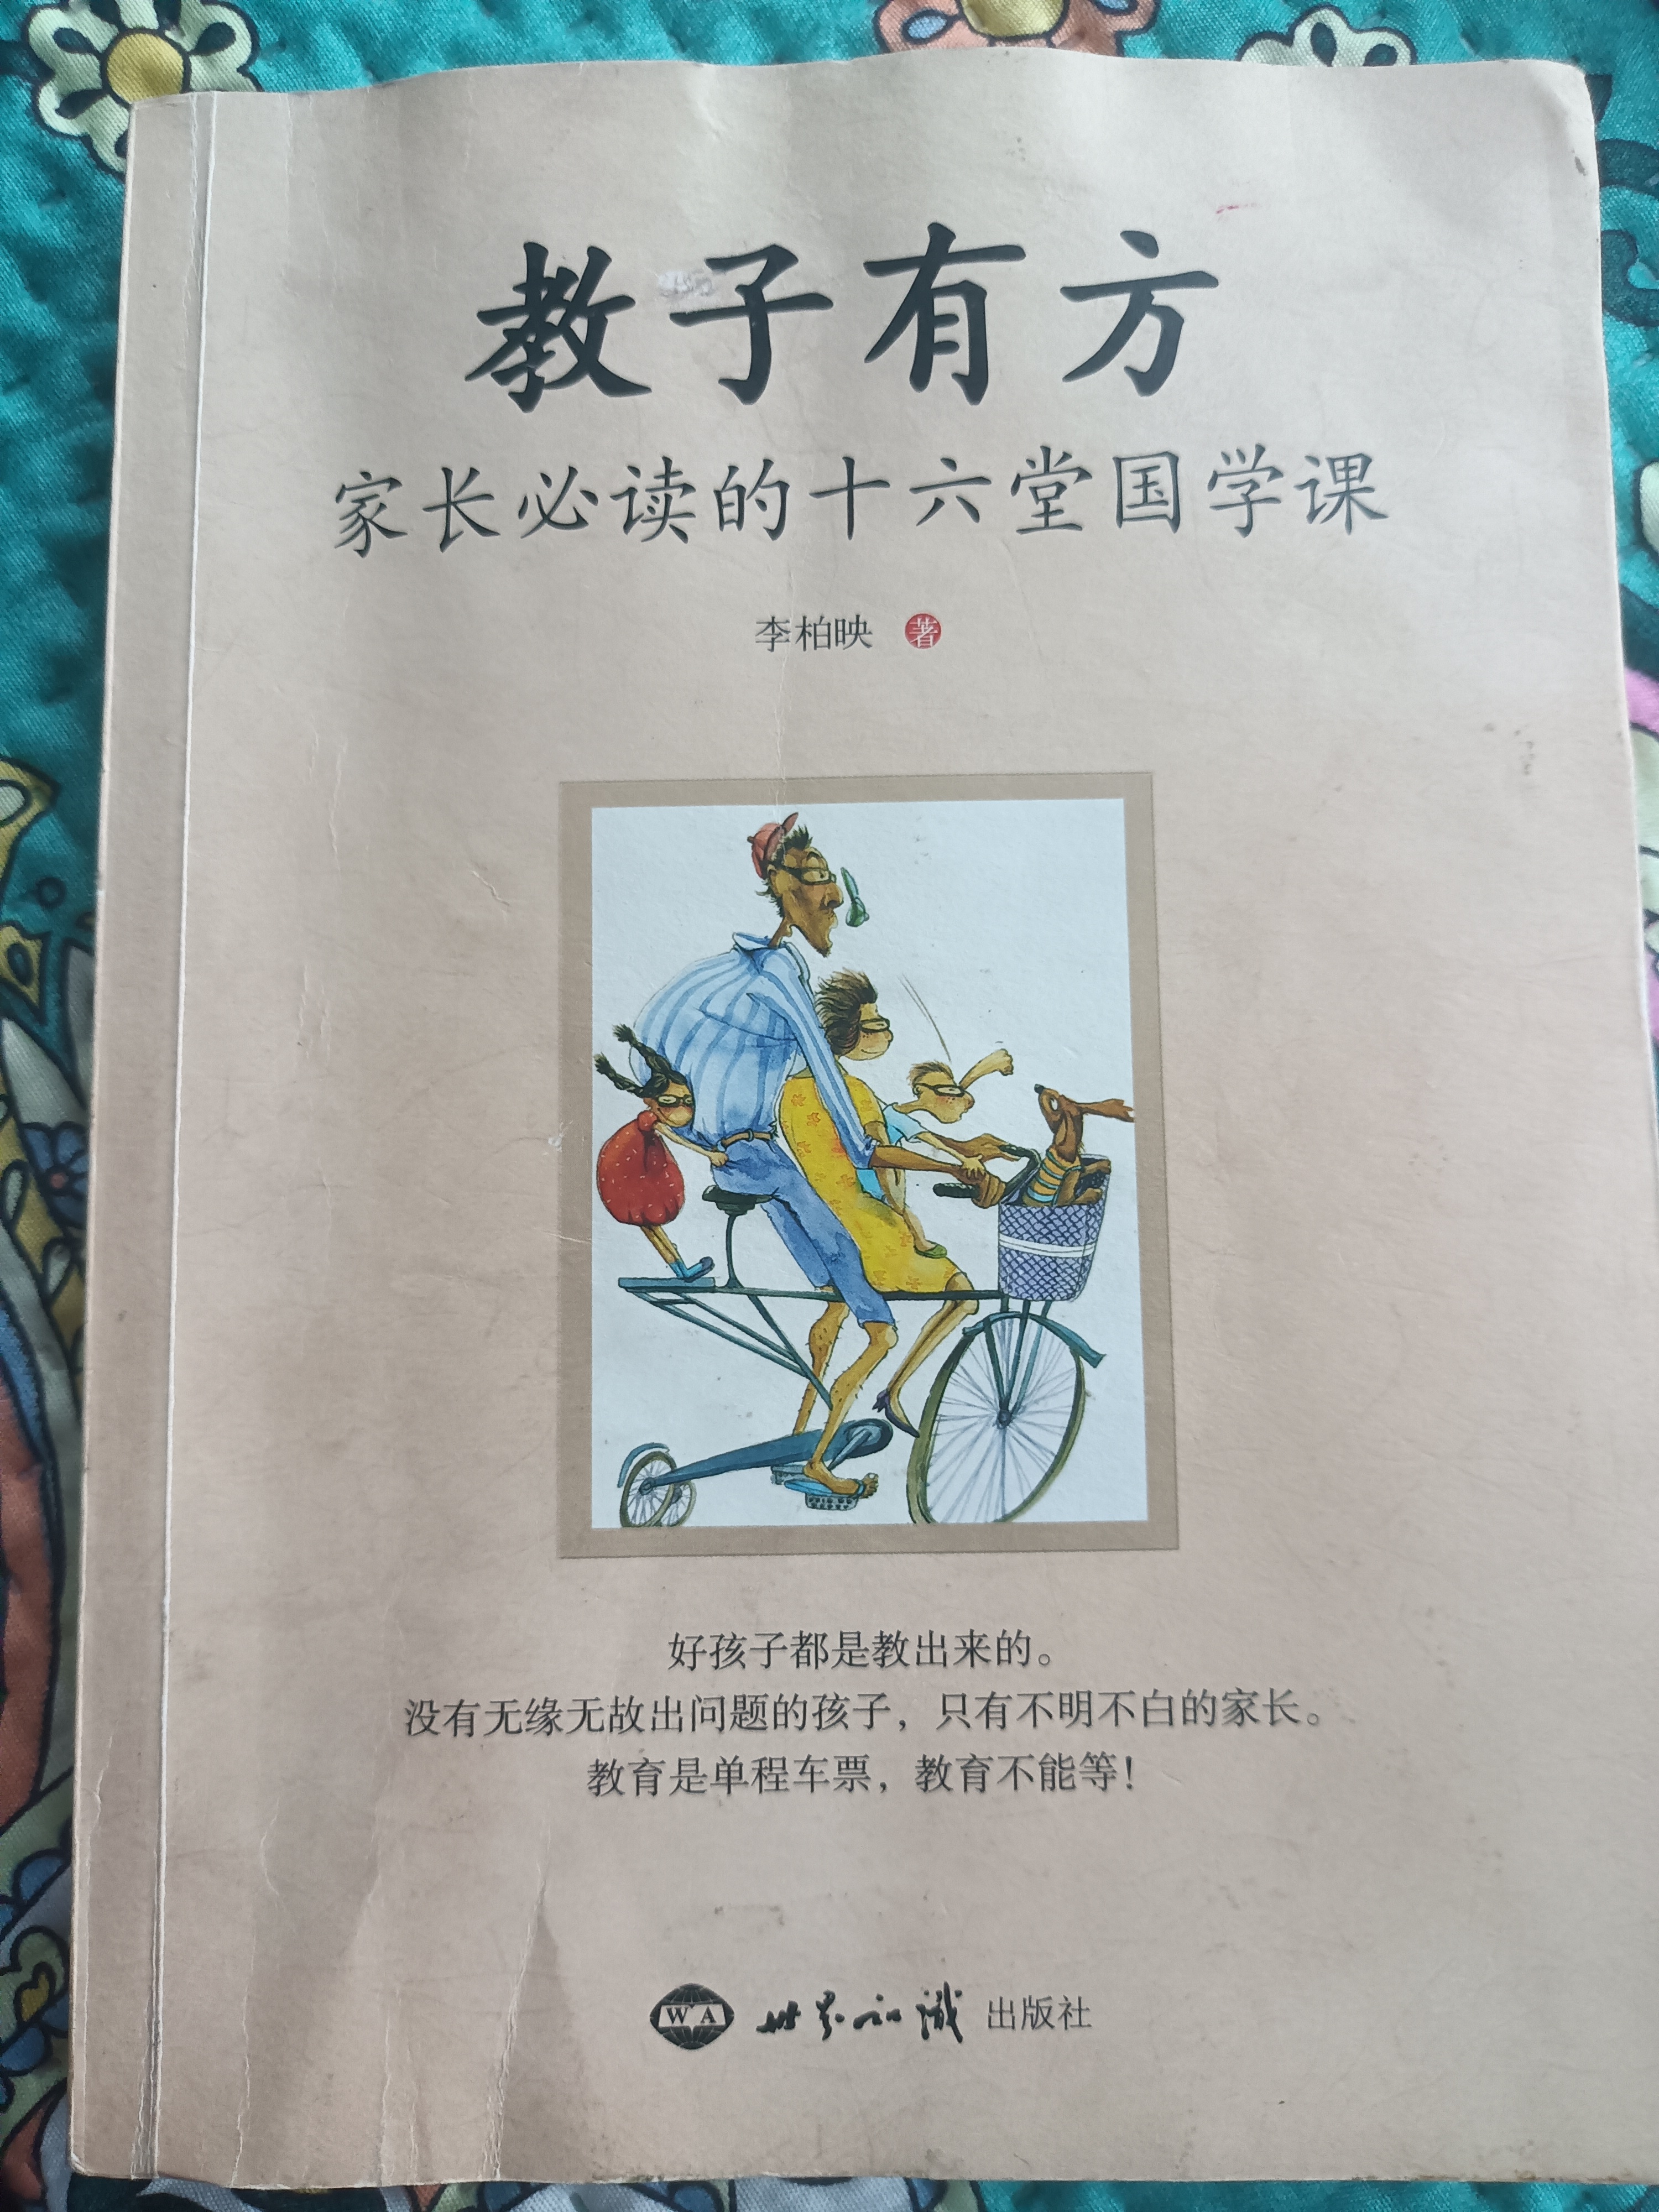 教子有方
家长必读的十六堂国学课
李柏映 著
好孩子都是教出来的。
没有无缘无故出问题的孩子，只有不明不白的家长。
教育是单程车票，教育不能等！
WA 世界知識 出版社